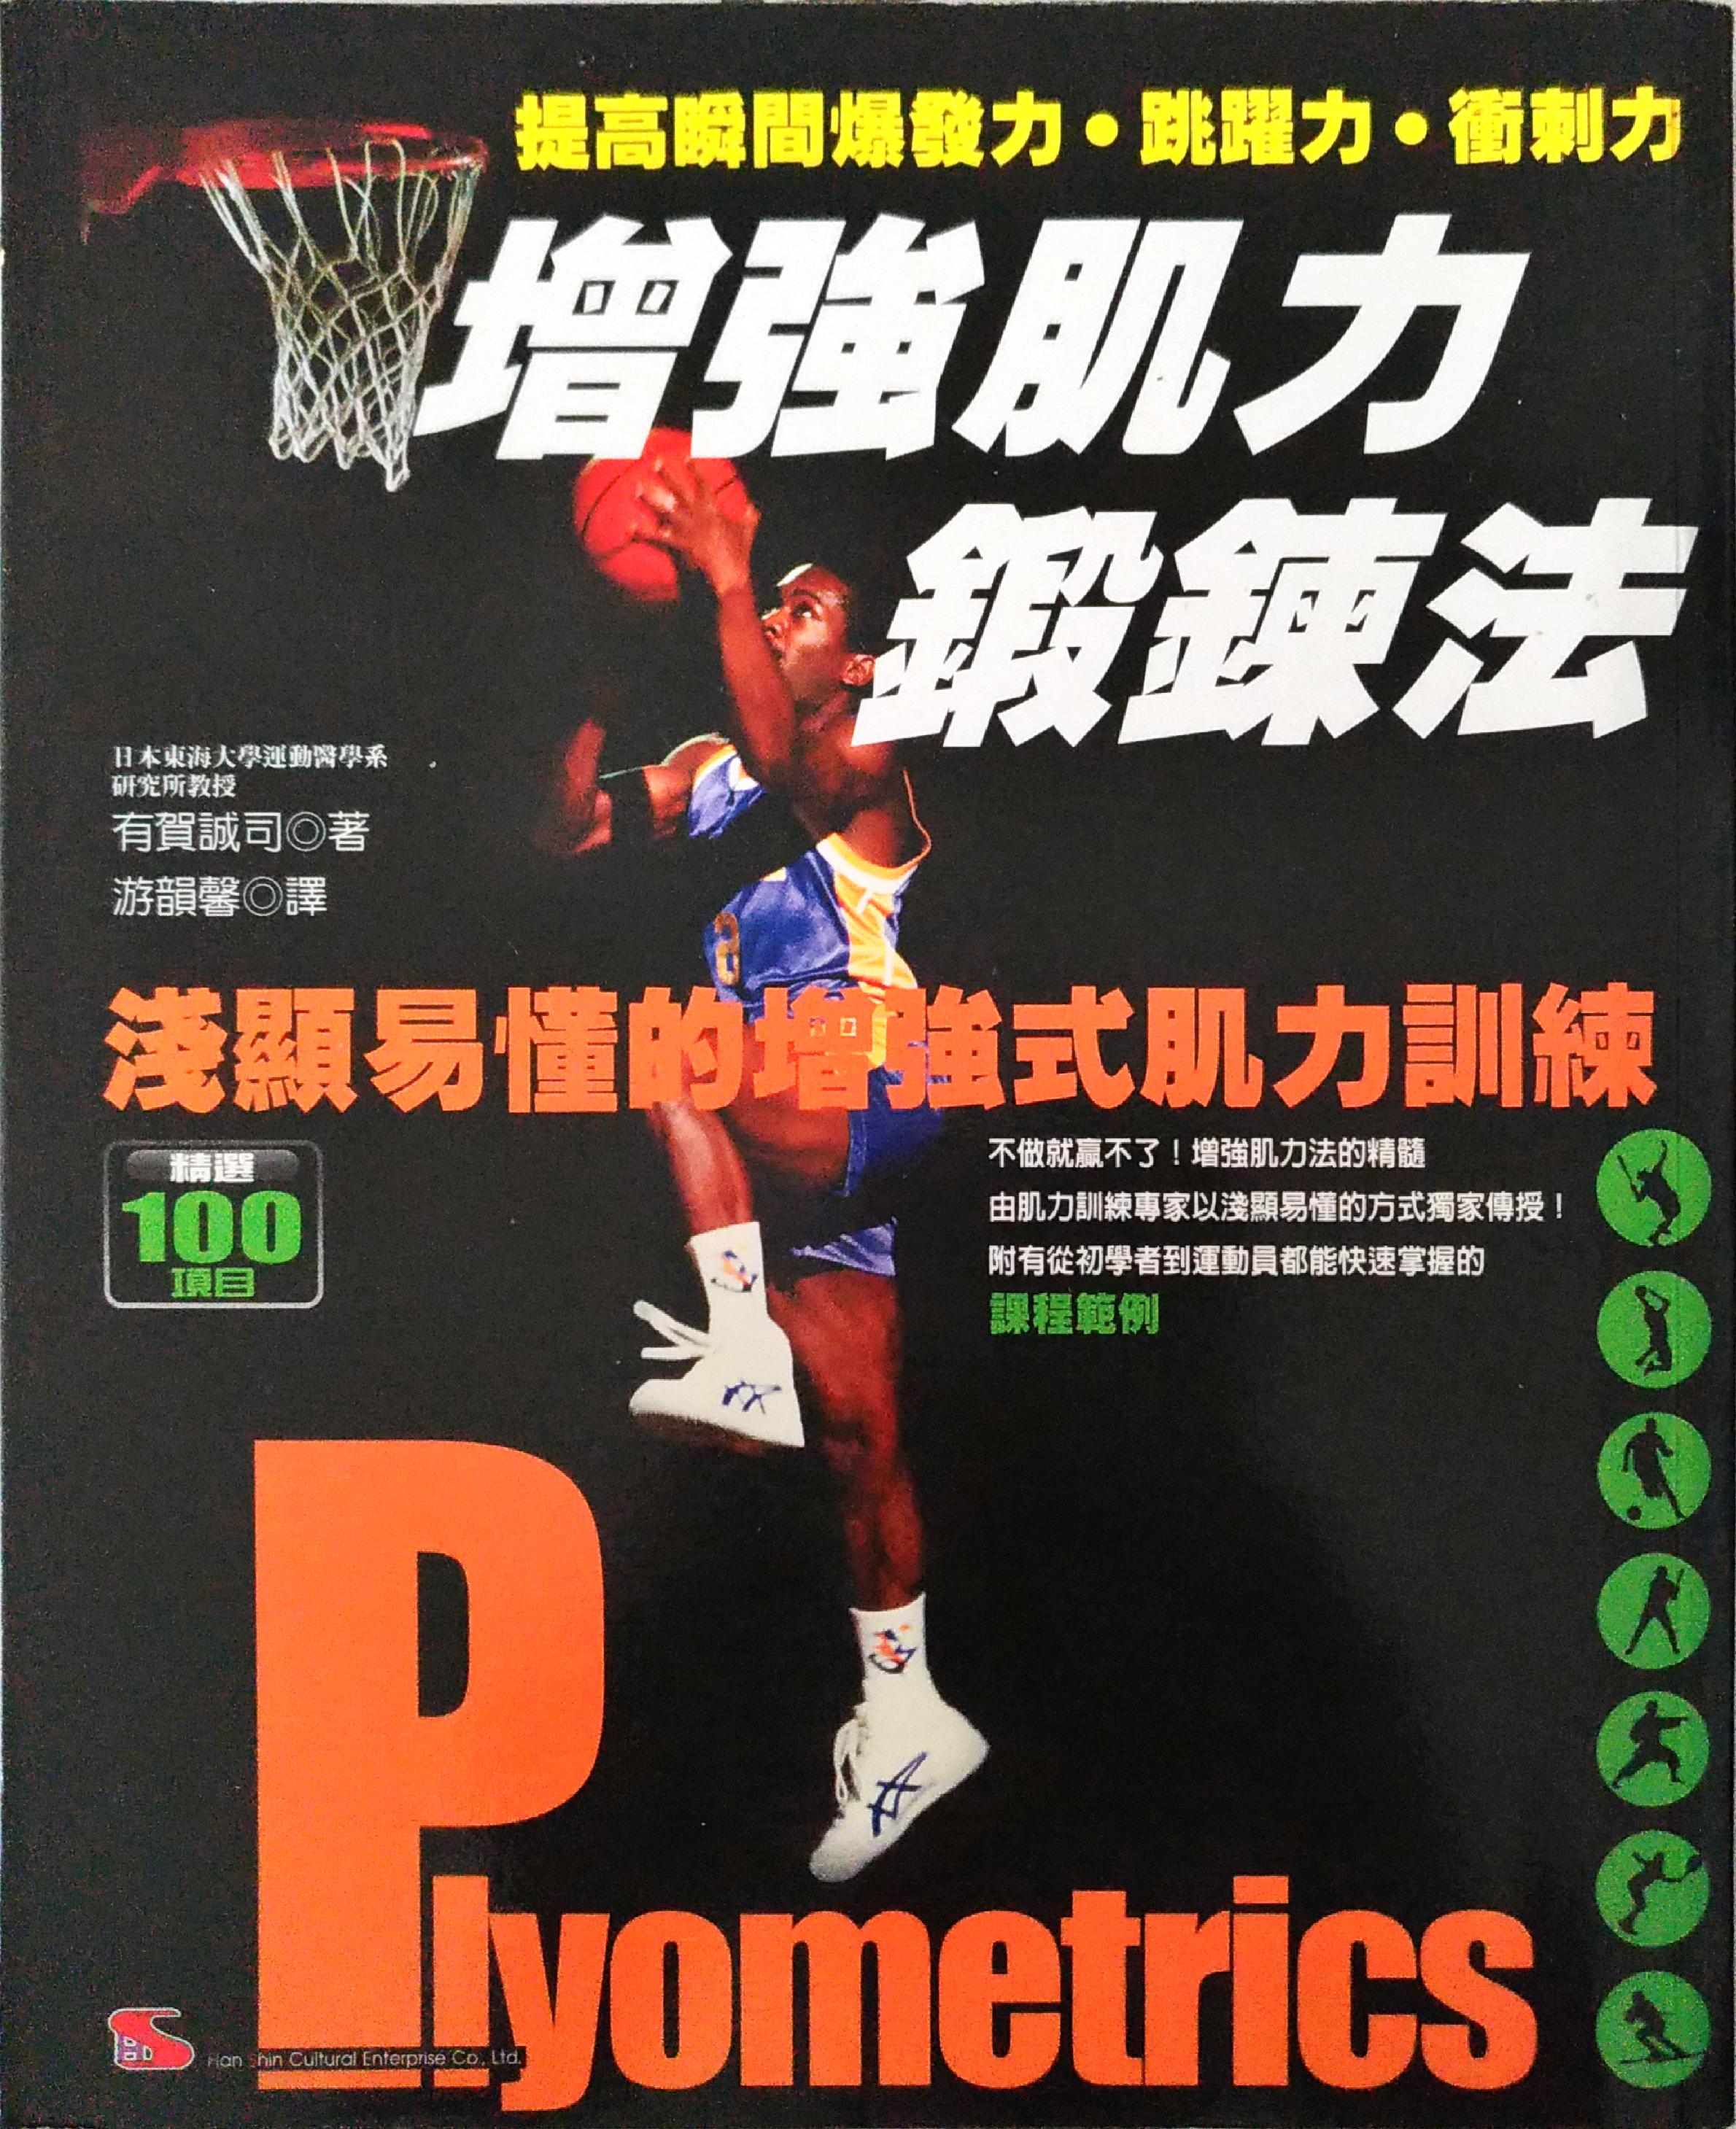 提高瞬間爆發力•跳躍力•衝刺力
增強肌力
鍛鍊法
日本東海大學運動醫學系
研究所教授
有賀誠司◎著
游韻馨◎譯
淺顯易懂的增強式肌力訓練
精選
100
項目
不做就贏不了！增強肌力法的精髓
由肌力訓練專家以淺顯易懂的方式獨家傳授！
附有從初學者到運動員都能快速掌握的
課程範例
Plyometrics
Han Shin Cultural Enterprise Co., Ltd.